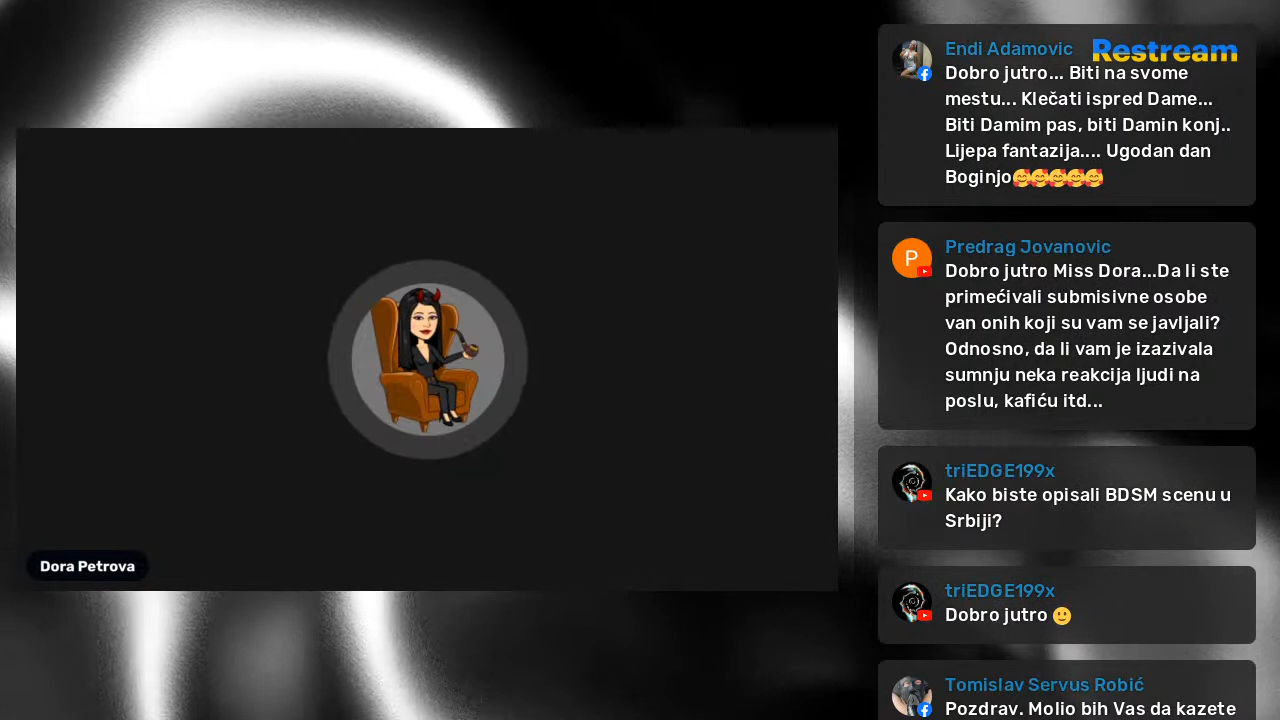 Dora Petrova
Restream
Endi Adamovic
Dobro jutro... Biti na svome
mestu... Klečati ispred Dame...
Biti Damim pas, biti Damin konj..
Lijepa fantazija.... Ugodan dan
Boginjo🥰🥰🥰🥰🥰
P
Predrag Jovanovic
Dobro jutro Miss Dora...Da li ste
primećivali submisivne osobe
van onih koji su vam se javljali?
Odnosno, da li vam je izazivala
sumnju neka reakcija ljudi na
poslu, kafiću itd...
triEDGE199x
Kako biste opisali BDSM scenu u
Srbiji?
triEDGE199x
Dobro jutro 🙂
Tomislav Servus Robić
Pozdrav. Molio bih Vas da kazete